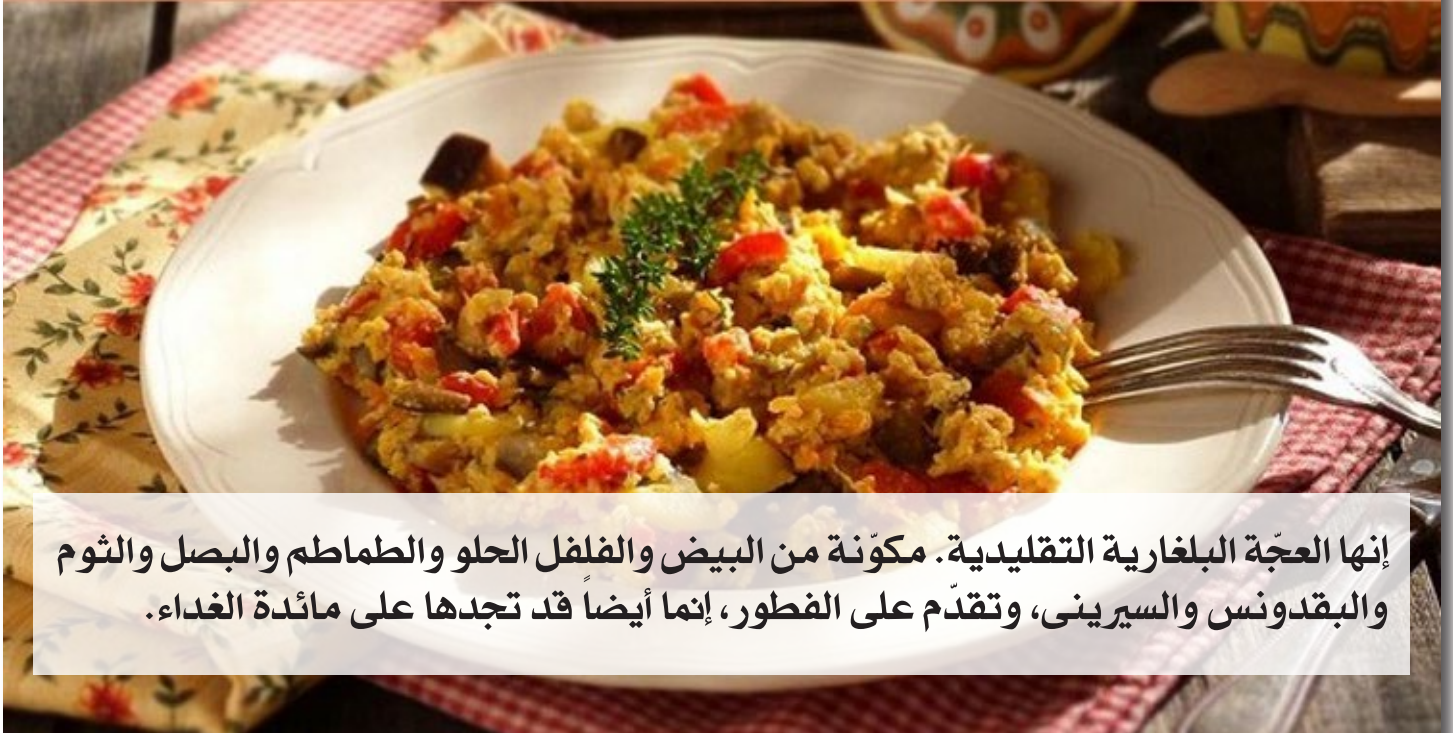 إنها العجّة البلغارية التقليدية. مكوّنة من البيض والفلفل الحلو والطماطم والبصل والثوم
والبقدونس والسيرينى، وتقدّم على الفطور، إنما أيضاً قد تجدها على مائدة الغداء.